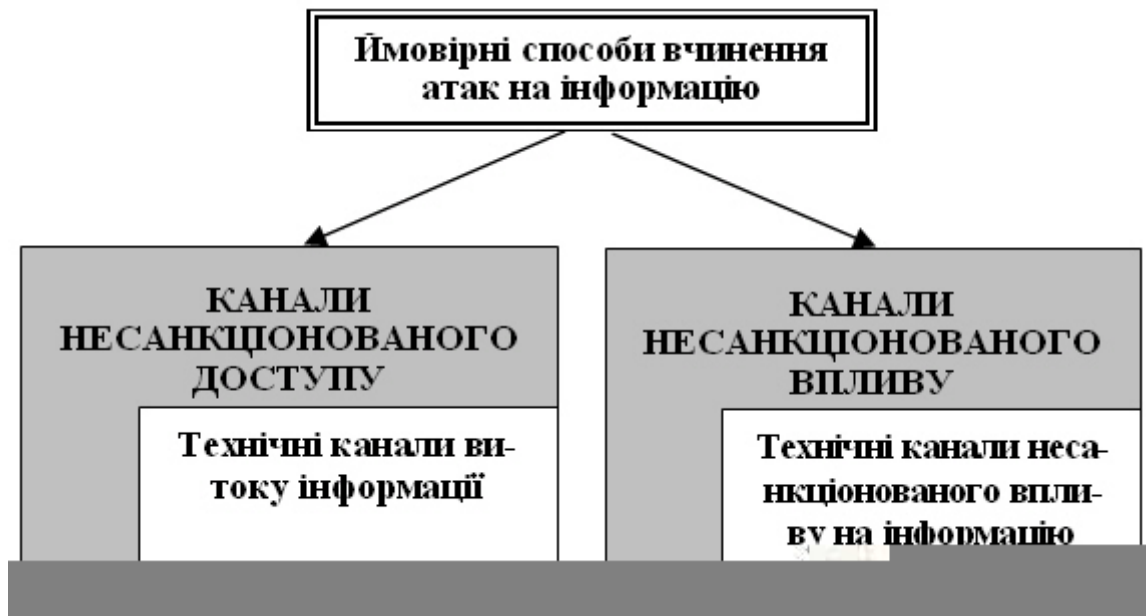 Ймовірні способи вчинення
атак на інформацію
КАНАЛИ
НЕСАНКЦІОНОВАНОГО
ДОСТУПУ
Технічні канали ви-
току інформації
КАНАЛИ
НЕСАНКЦІОНОВАНОГО
ВПЛИВУ
Технічні канали неса-
нкціонованого впли-
ву на інформацію